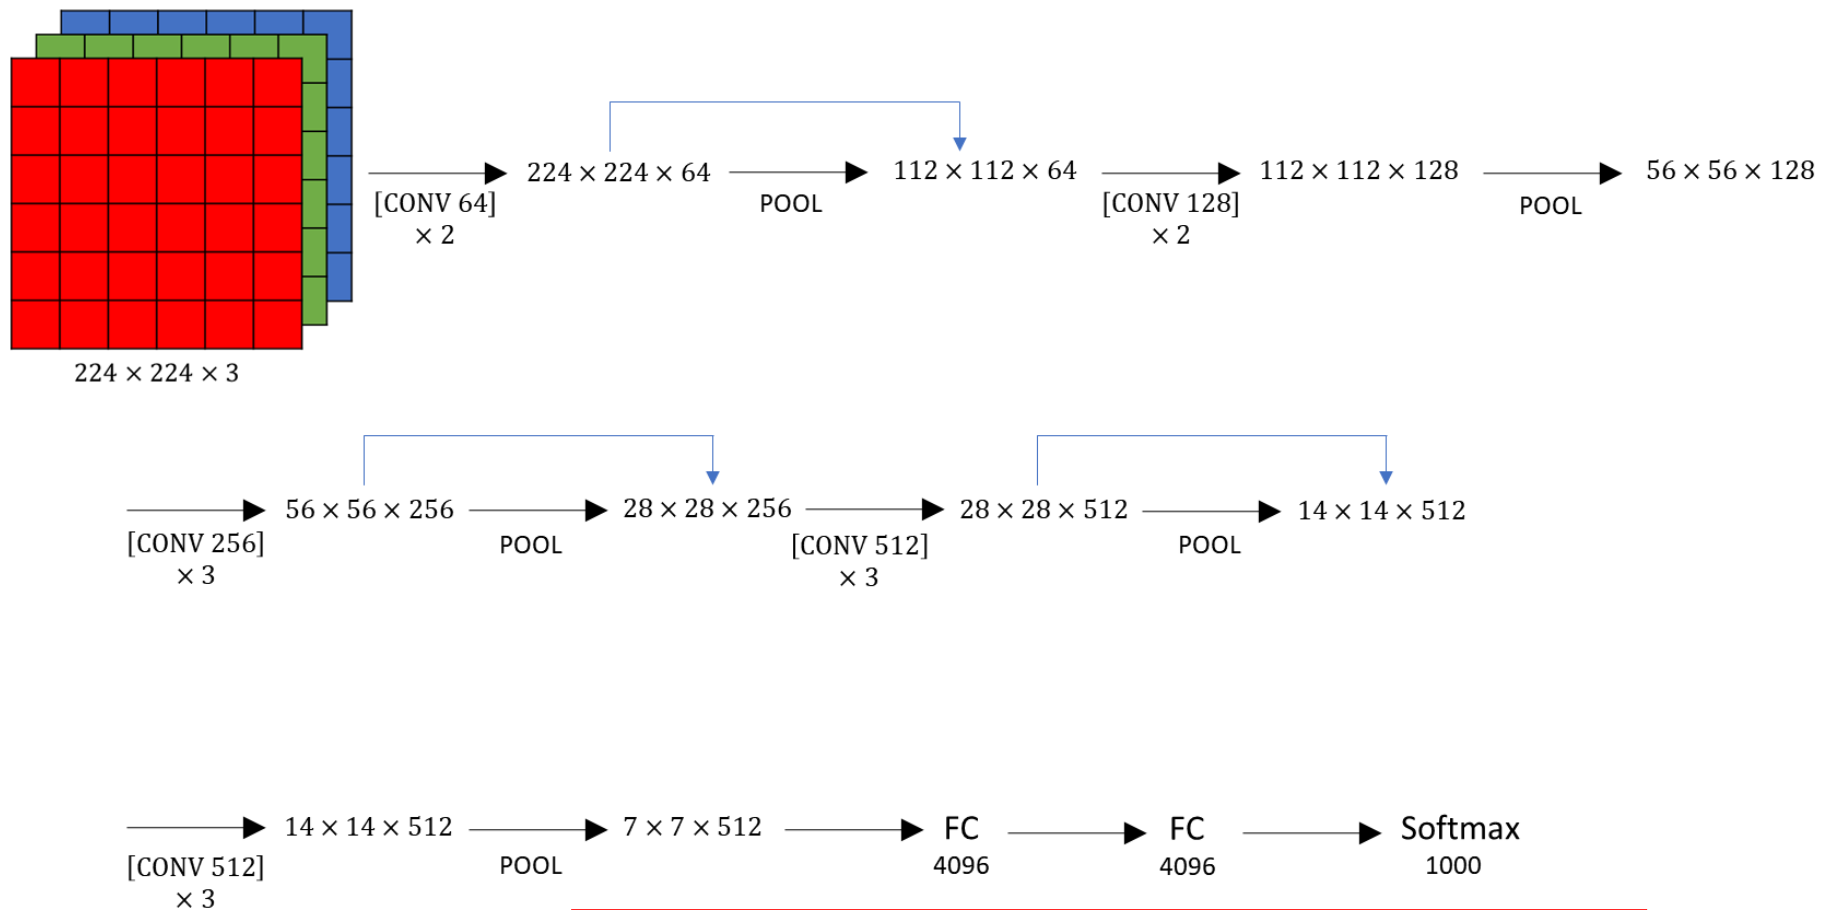 224 × 224 × 3
[CONV 64]
× 2
224 × 224 × 64
POOL
112 × 112 × 64
[CONV 128]
× 2
112 × 112 × 128
POOL
56 × 56 × 128
[CONV 256]
× 3
56 × 56 × 256
POOL
28 × 28 × 256
[CONV 512]
× 3
28 × 28 × 512
POOL
14 × 14 × 512
[CONV 512]
× 3
14 × 14 × 512
POOL
7 × 7 × 512
FC
4096
FC
4096
Softmax
1000